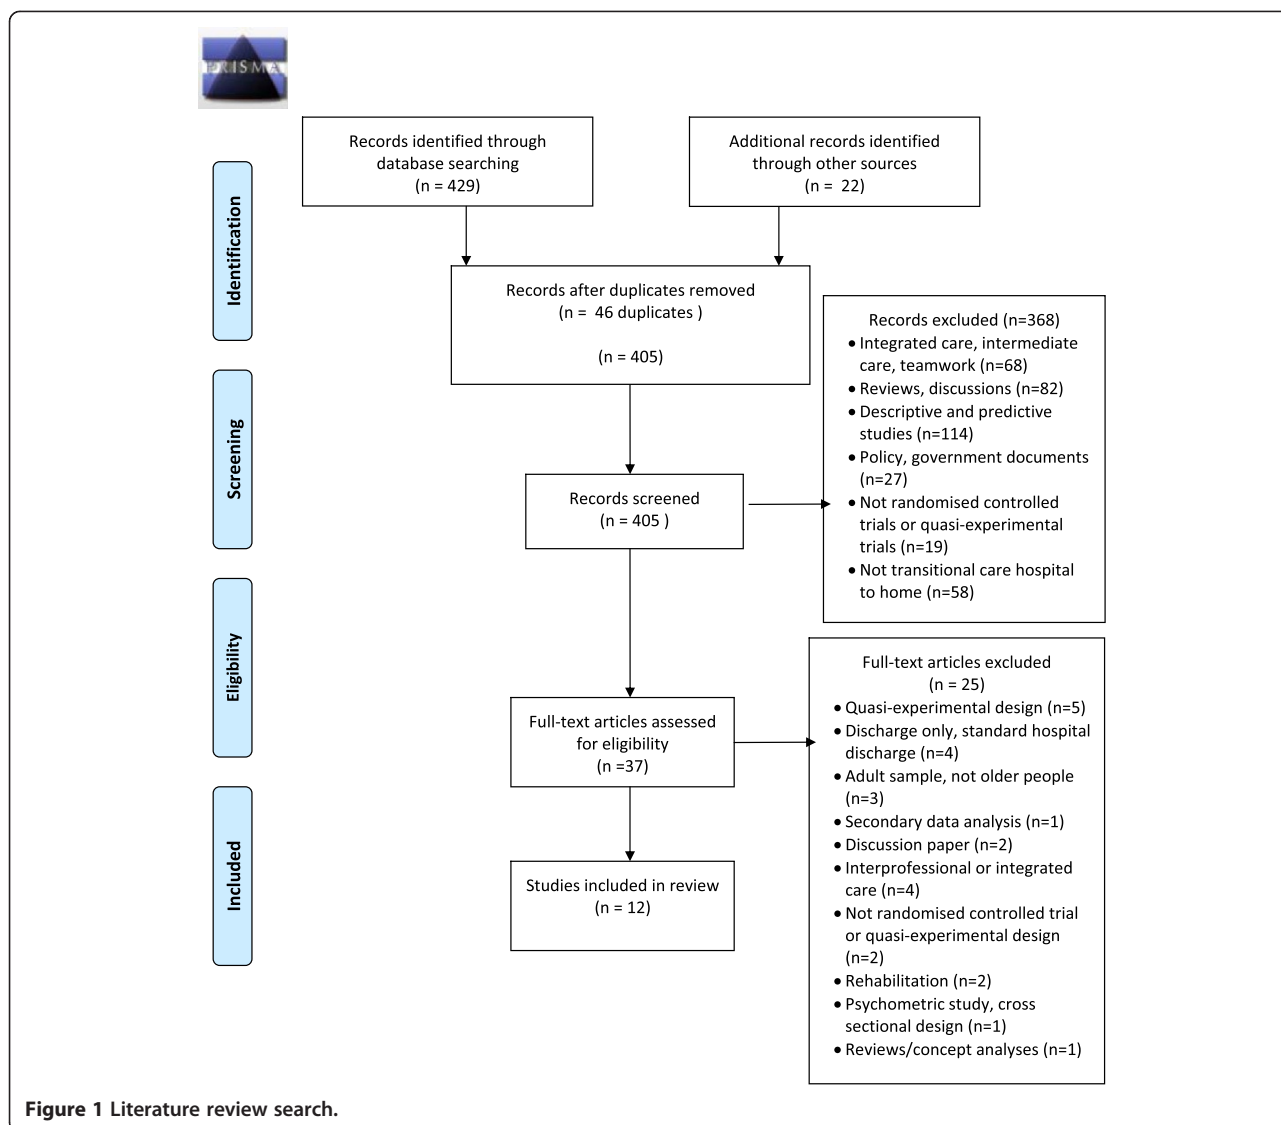 PRISMA
Records identified through
database searching
(n = 429)
Additional records identified
through other sources
(n = 22)
Identification
Records after duplicates removed
(n = 46 duplicates )
(n = 405)
Records excluded (n=368)
• Integrated care, intermediate
care, teamwork (n=68)
• Reviews, discussions (n=82)
• Descriptive and predictive
studies (n=114)
• Policy, government documents
(n=27)
• Not randomised controlled
trials or quasi-experimental
trials (n=19)
• Not transitional care hospital
to home (n=58)
Screening
Records screened
(n = 405 )
Eligibility
Full-text articles assessed
for eligibility
(n =37)
Full-text articles excluded
(n = 25)
• Quasi-experimental design (n=5)
• Discharge only, standard hospital
discharge (n=4)
• Adult sample, not older people
(n=3)
• Secondary data analysis (n=1)
• Discussion paper (n=2)
• Interprofessional or integrated
care (n=4)
• Not randomised controlled trial
or quasi-experimental design
(n=2)
• Rehabilitation (n=2)
• Psychometric study, cross
sectional design (n=1)
• Reviews/concept analyses (n=1)
Included
Studies included in review
(n = 12)
Figure 1 Literature review search.